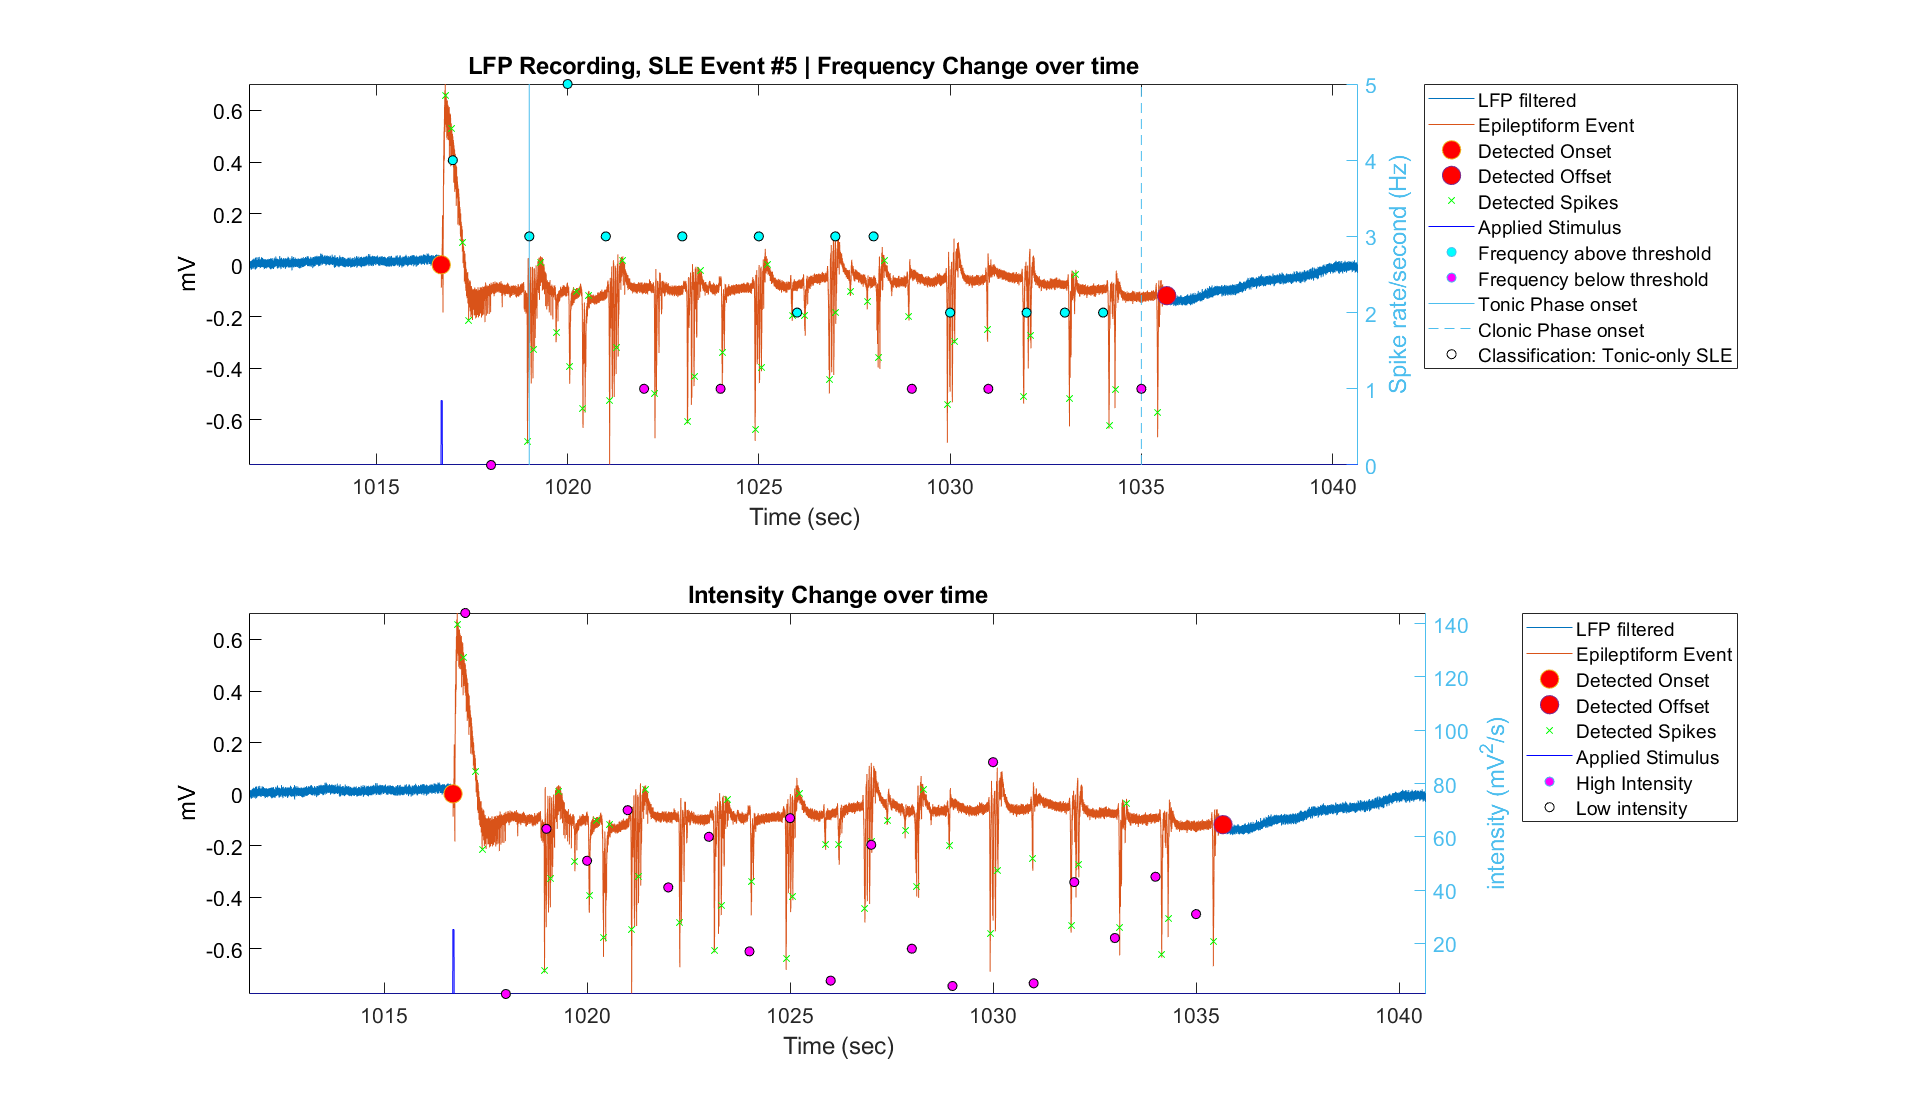 LFP Recording, SLE Event #5 | Frequency Change over time
0.6
0.4
0.2
0
-0.2
-0.4
-0.6
mV
1015
1020
1025
1030
1035
1040
Time (sec)
5
4
3
2
1
0
Spike rate/second (Hz)
LFP filtered
Epileptiform Event
Detected Onset
Detected Offset
Detected Spikes
Applied Stimulus
Frequency above threshold
Frequency below threshold
Tonic Phase onset
Clonic Phase onset
Classification: Tonic-only SLE
Intensity Change over time
0.6
0.4
0.2
0
-0.2
-0.4
-0.6
mV
1015
1020
1025
1030
1035
1040
Time (sec)
140
120
100
80
60
40
20
intensity (mV²/s)
LFP filtered
Epileptiform Event
Detected Onset
Detected Offset
Detected Spikes
Applied Stimulus
High Intensity
Low intensity